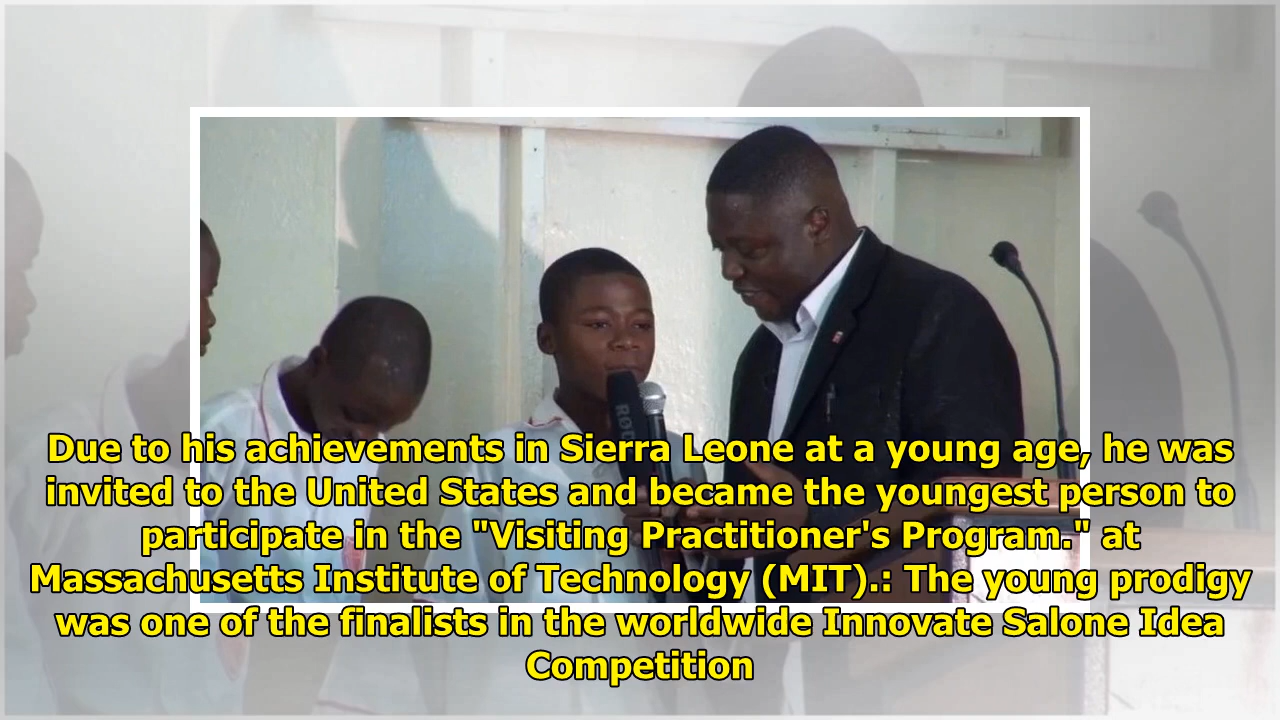 Due to his achievements in Sierra Leone at a young age, he was
invited to the United States and became the youngest person to
participate in the "Visiting Practitioner's Program." at
Massachusetts Institute of Technology (MIT).: The young prodigy
was one of the finalists in the worldwide Innovate Salone Idea
Competition